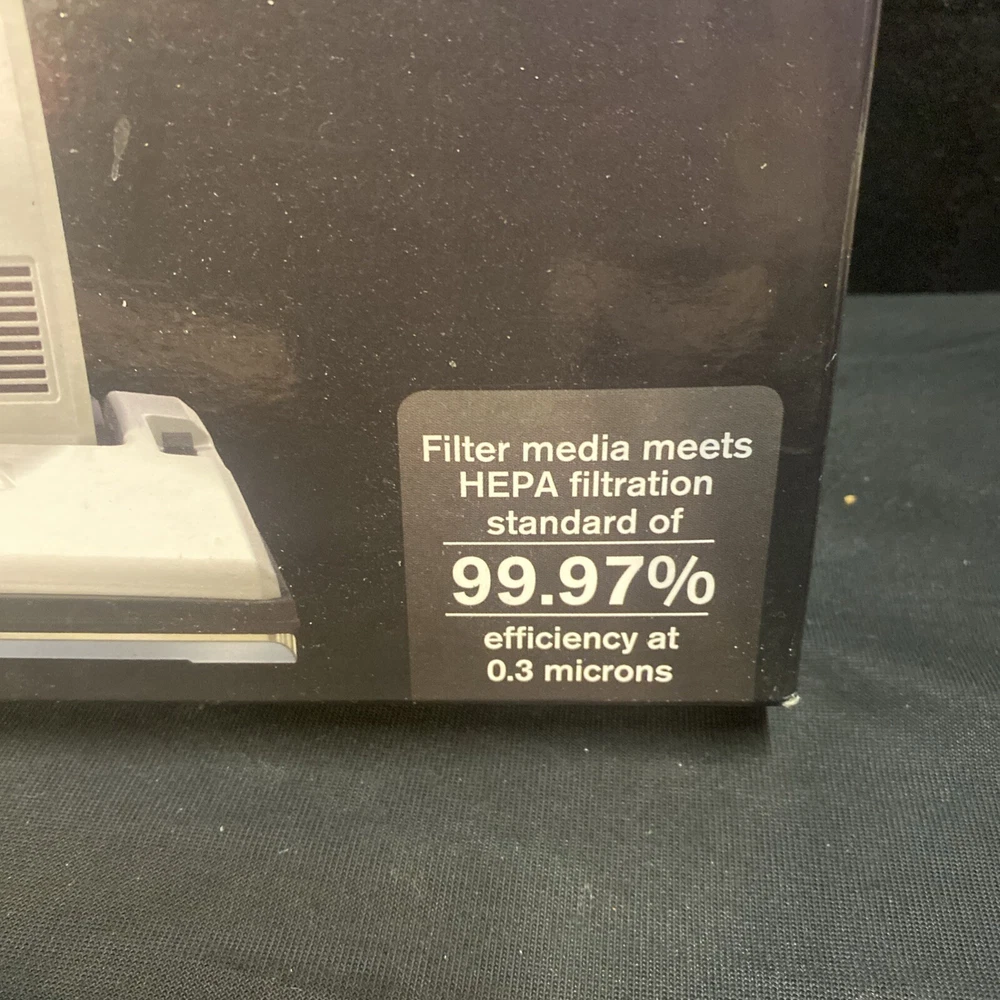 Filter media meets
HEPA filtration
standard of
99.97%
efficiency at
0.3 microns